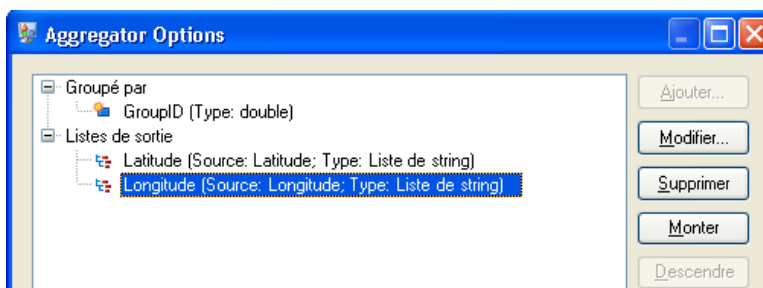 Aggregator Options
Groupé par
GroupID (Type: double)
Listes de sortie
Latitude (Source: Latitude; Type: Liste de string)
Longitude (Source: Longitude; Type: Liste de string)
Ajouter...
Modifier...
Supprimer
Monter
Descendre